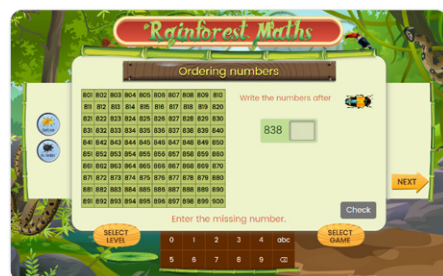 Rainforest Maths
Ordering numbers
801 802 803 804 805 806 807 808 809 810
811 812 813 814 815 816 817 818 819 820
821 822 823 824 825 826 827 828 829 830
831 832 833 834 835 836 837 838 839 840
841 842 843 844 845 846 847 848 849 850
851 852 853 854 855 856 857 858 859 860
861 862 863 864 865 866 867 868 869 870
871 872 873 874 875 876 877 878 879 880
881 882 883 884 885 886 887 888 889 890
891 892 893 894 895 896 897 898 899 900
Write the numbers after
838
NEXT
Check
Enter the missing number.
SELECT
LEVEL
0 1 2 3 4 abc
5 6 7 8 9
SELECT
GAME